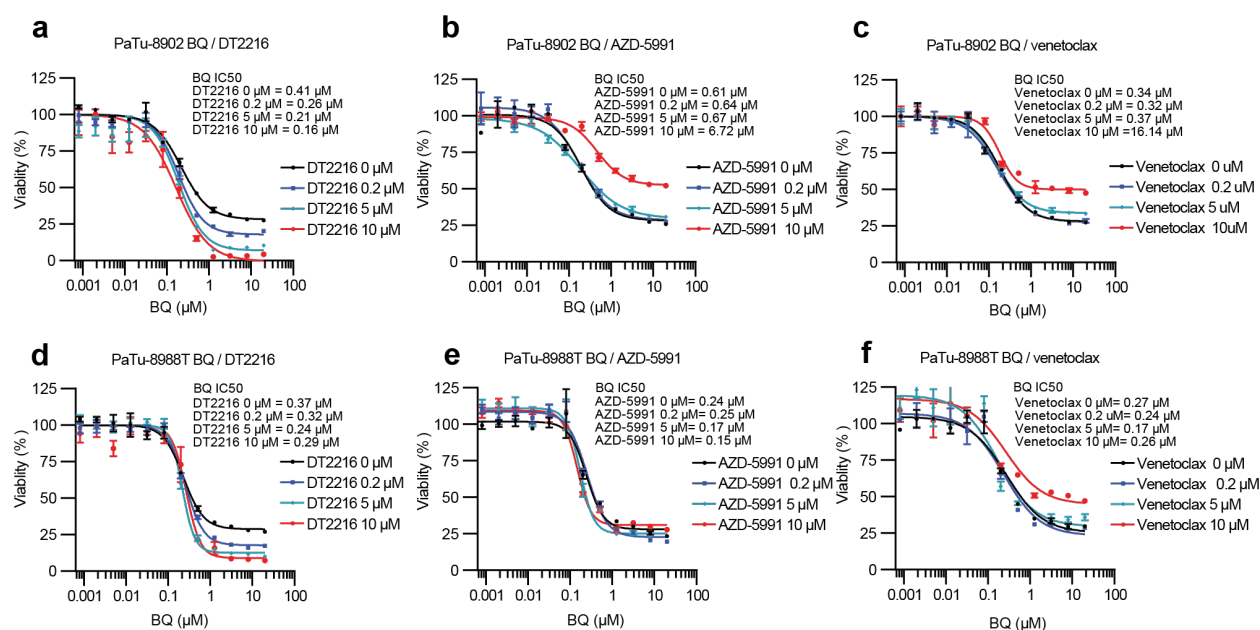 a
PaTu-8902 BQ / DT2216
BQ IC50
DT2216 0 µM = 0.41 µM
DT2216 0.2 µM = 0.26 µM
DT2216 5 µM = 0.21 µM
DT2216 10 µM = 0.16 µM
125
100
75
50
25
0
Viablity (% )
DT2216 0 µM
DT2216 0.2 µM
DT2216 5 µM
DT2216 10 µM
0.001 0.01 0.1 1 10 100
BQ (µM)
b
PaTu-8902 BQ / AZD-5991
BQ IC50
AZD-5991 0 µM = 0.61 µM
AZD-5991 0.2 µM = 0.64 µM
AZD-5991 5 µM = 0.67 µM
AZD-5991 10 µM = 6.72 µM
125
100
75
50
25
0
Viablity (% )
AZD-5991 0 µM
AZD-5991 0.2 µM
AZD-5991 5 µM
AZD-5991 10 µM
0.001 0.01 0.1 1 10 100
BQ (µM)
c
PaTu-8902 BQ / venetoclax
BQ IC50
Venetoclax 0 µM = 0.34 µM
Venetoclax 0.2 µM = 0.32 µM
Venetoclax 5 µM = 0.37 µM
Venetoclax 10 µM =16.14 µM
125
100
75
50
25
0
Viablity (% )
Venetoclax 0 uM
Venetoclax 0.2 uM
Venetoclax 5 uM
Venetoclax 10uM
0.001 0.01 0.1 1 10 100
BQ (µM)
d
PaTu-8988T BQ / DT2216
BQ IC50
DT2216 0 µM = 0.37 µM
DT2216 0.2 µM = 0.32 µM
DT2216 5 µM = 0.24 µM
DT2216 10 µM = 0.29 µM
125
100
75
50
25
0
Viablity (% )
DT2216 0 µM
DT2216 0.2 µM
DT2216 5 µM
DT2216 10 µM
0.001 0.01 0.1 1 10 100
BQ (µM)
e
PaTu-8988T BQ / AZD-5991
BQ IC50
AZD-5991 0 µM= 0.24 µM
AZD-5991 0.2 µM= 0.25 µM
AZD-5991 5 µM= 0.17 µM
AZD-5991 10 µM= 0.15 µM
125
100
75
50
25
0
Viablity (% )
AZD-5991 0 µM
AZD-5991 0.2 µM
AZD-5991 5 µM
AZD-5991 10 µM
0.001 0.01 0.1 1 10 100
BQ (µM)
f
PaTu-8988T BQ / venetoclax
BQ IC50
Venetoclax 0 µM= 0.27 µM
Venetoclax 0.2 µM= 0.24 µM
Venetoclax 5 µM= 0.17 µM
Venetoclax 10 µM = 0.26 µM
125
100
75
50
25
0
Viablity (% )
Venetoclax 0 µM
Venetoclax 0.2 µM
Venetoclax 5 µM
Venetoclax 10 µM
0.001 0.01 0.1 1 10 100
BQ (µM)